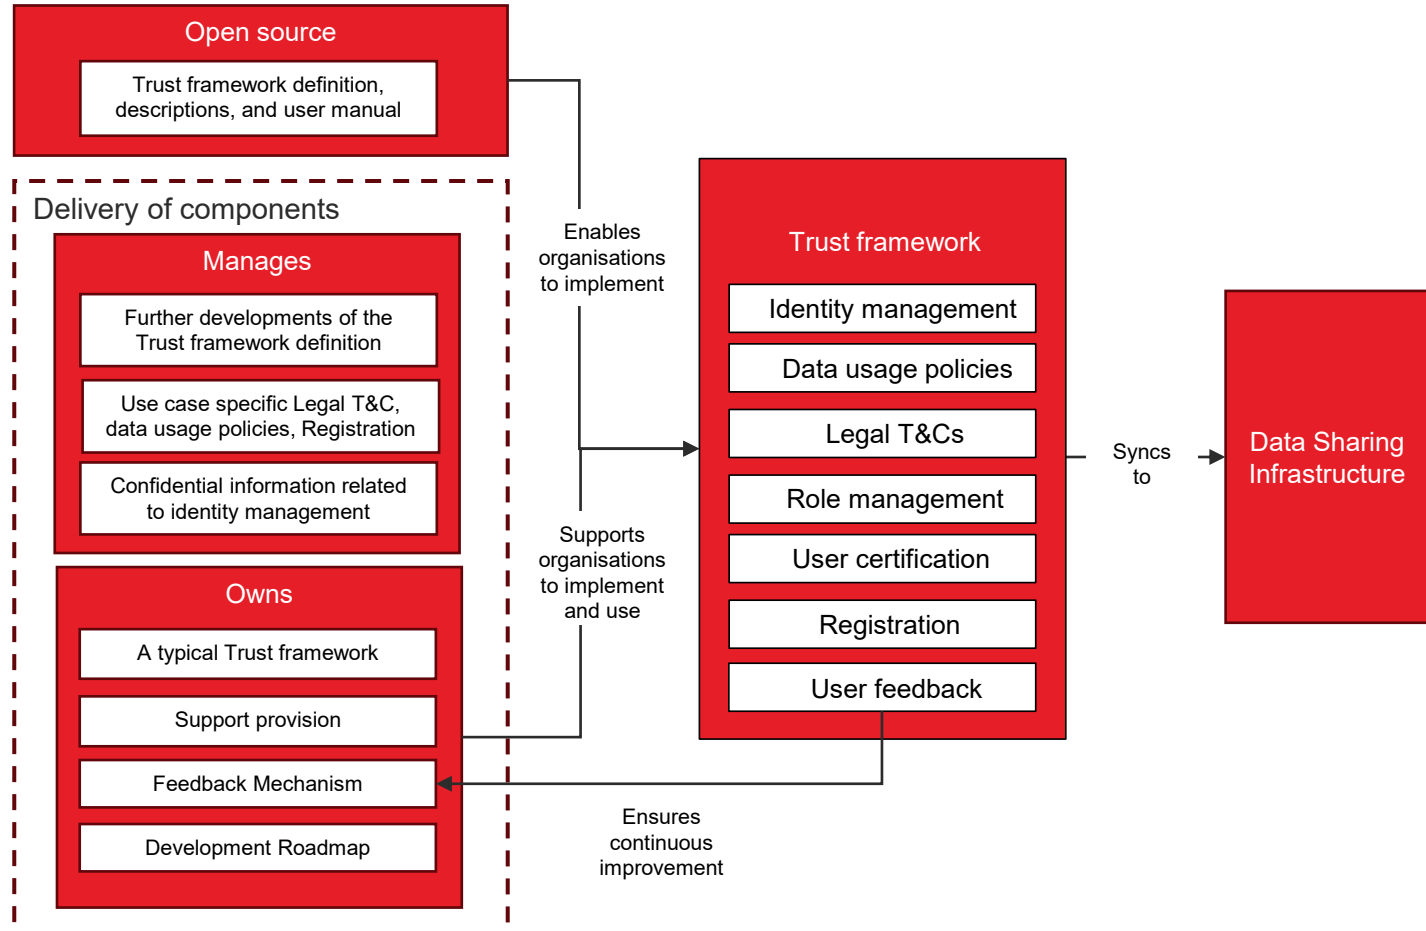 Open source
Trust framework definition,
descriptions, and user manual
Delivery of components
Manages
Further developments of the
Trust framework definition
Use case specific Legal T&C,
data usage policies, Registration
Confidential information related
to identity management
Owns
A typical Trust framework
Support provision
Feedback Mechanism
Development Roadmap
Enables
organisations
to implement
Supports
organisations
to implement
and use
Ensures
continuous
improvement
Trust framework
Identity management
Data usage policies
Legal T&Cs
Role management
User certification
Registration
User feedback
Syncs
to
Data Sharing
Infrastructure